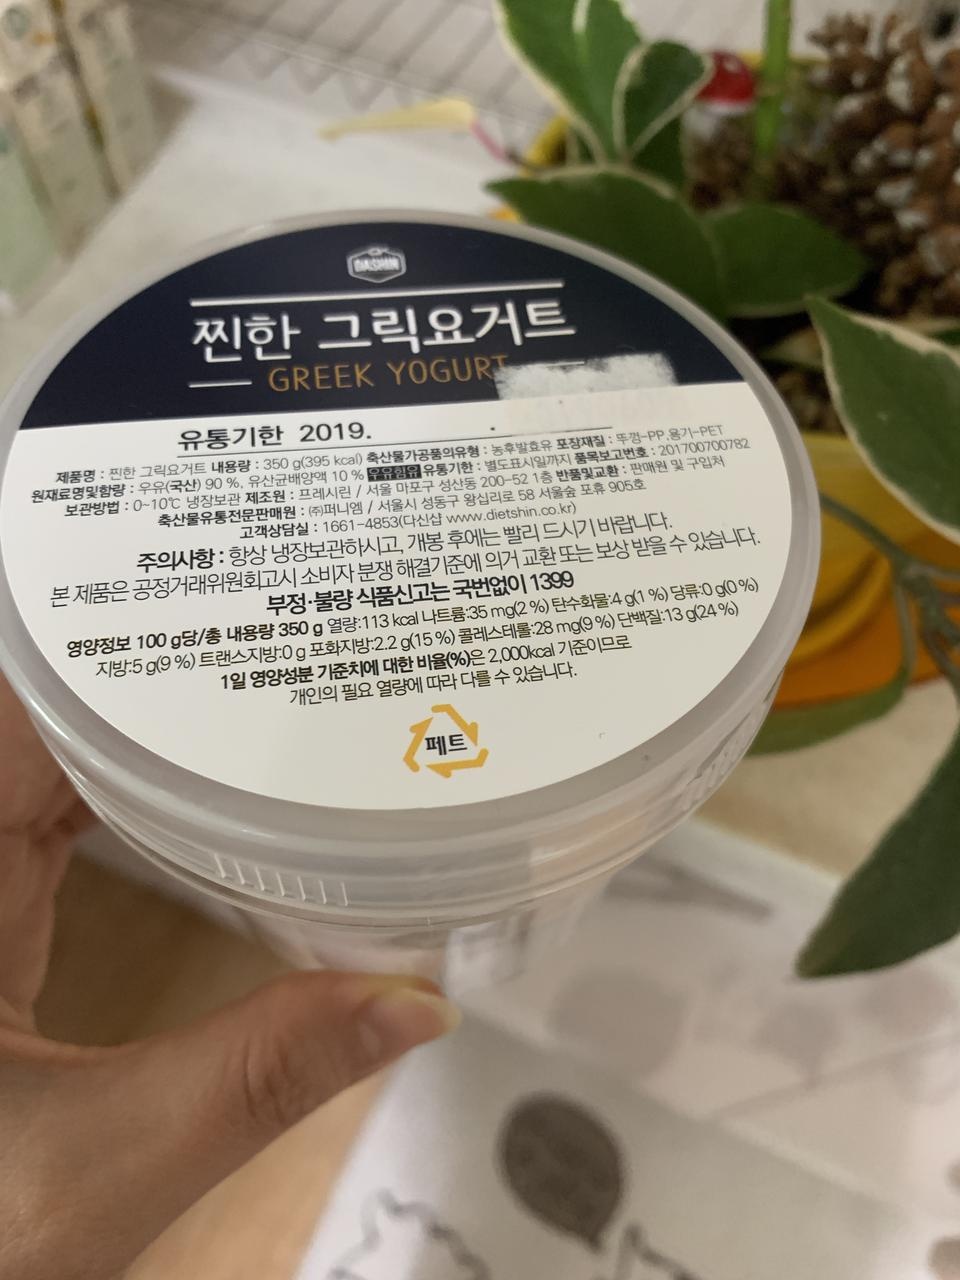 DASHIN
찐한 그릭요거트
GREEK YOGURT
유통기한 2019. .
제품명 : 찐한 그릭요거트 내용량 : 350 g(395 kcal) 축산물가공품의유형 : 농후발효유 포장재질 : 뚜껑-PP,용기-PET
원재료명및함량 : 우유(국산) 90 %, 유산균배양액 10 % 우유함유 유통기한 : 별도표시일까지 품목보고번호 : 201700700782
보관방법 : 0~10℃ 냉장보관 제조원 : 프레시린 / 서울 마포구 성산동 200-52 1층 반품및교환 : 판매원 및 구입처
축산물유통전문판매원 : ㈜퍼니엠 / 서울시 성동구 왕십리로 58 서울숲 포휴 905호
고객상담실 : 1661-4853(다신샵 www.dietshin.co.kr)
주의사항 : 항상 냉장보관하시고, 개봉 후에는 빨리 드시기 바랍니다.
본 제품은 공정거래위원회고시 소비자 분쟁 해결기준에 의거 교환 또는 보상 받을 수 있습니다.
부정·불량 식품신고는 국번없이 1399
영양정보 100 g당/총 내용량 350 g 열량:113 kcal 나트륨:35 mg(2 %) 탄수화물:4 g(1 %) 당류:0 g(0 %)
지방:5 g(9 %) 트랜스지방:0 g 포화지방:2.2 g(15 %) 콜레스테롤:28 mg(9 %) 단백질:13 g(24 %)
1일 영양성분 기준치에 대한 비율(%)은 2,000kcal 기준이므로
개인의 필요 열량에 따라 다를 수 있습니다.
페트